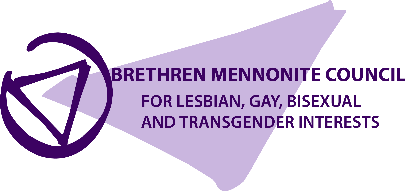 BRETHREN MENNONITE COUNCIL
FOR LESBIAN, GAY, BISEXUAL
AND TRANSGENDER INTERESTS